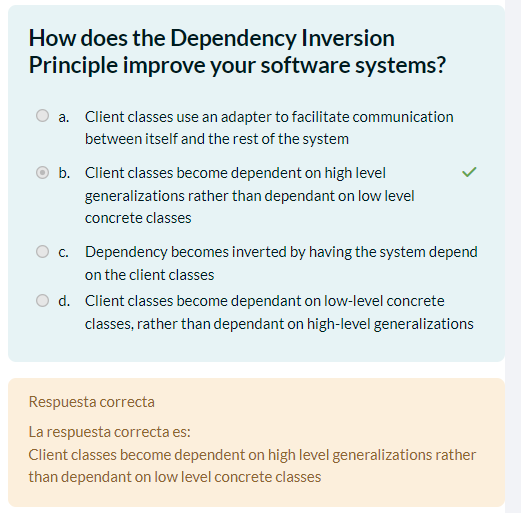 How does the Dependency Inversion
Principle improve your software systems?
a. Client classes use an adapter to facilitate communication
between itself and the rest of the system
b. Client classes become dependent on high level
generalizations rather than dependant on low level
concrete classes
c. Dependency becomes inverted by having the system depend
on the client classes
d. Client classes become dependant on low-level concrete
classes, rather than dependant on high-level generalizations
Respuesta correcta
La respuesta correcta es:
Client classes become dependent on high level generalizations rather
than dependant on low level concrete classes